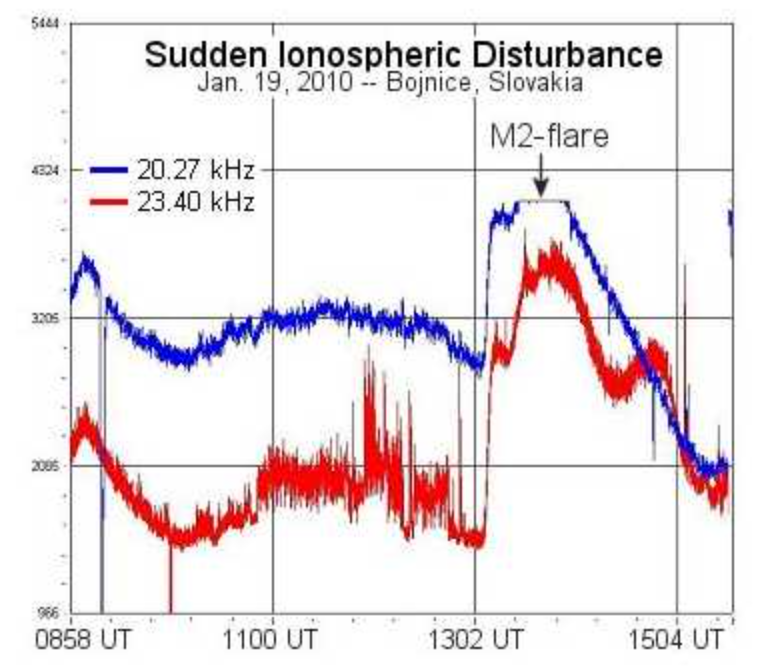 5444
Sudden Ionospheric Disturbance
Jan. 19, 2010 -- Bojnice, Slovakia
M2-flare
4324
20.27 kHz
23.40 kHz
3205
2085
966
0858 UT 1100 UT 1302 UT 1504 UT